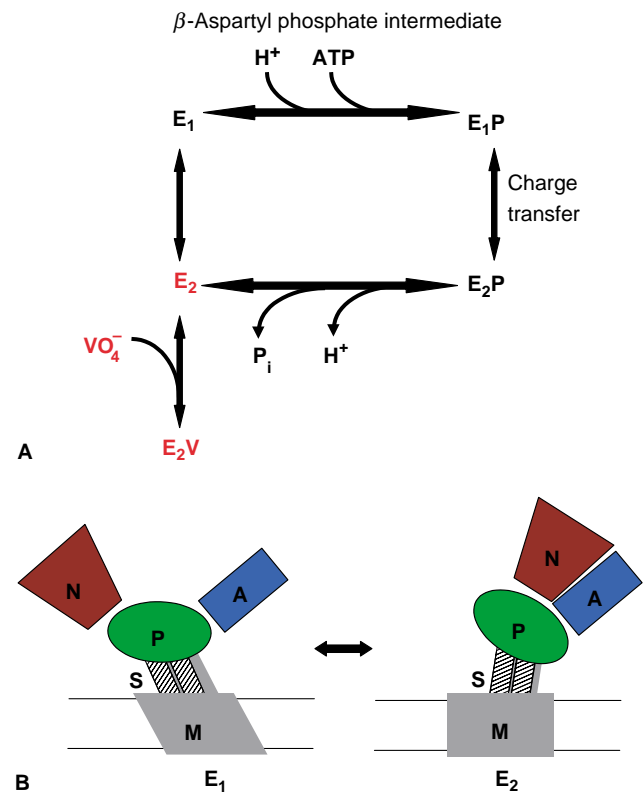 β-Aspartyl phosphate intermediate
H⁺ ATP
E₁ E₁P
Charge
transfer
E₂ E₂P
VO₄⁻ Pᵢ H⁺
E₂V
A
N A N A
P P
S S
M M
B E₁ E₂